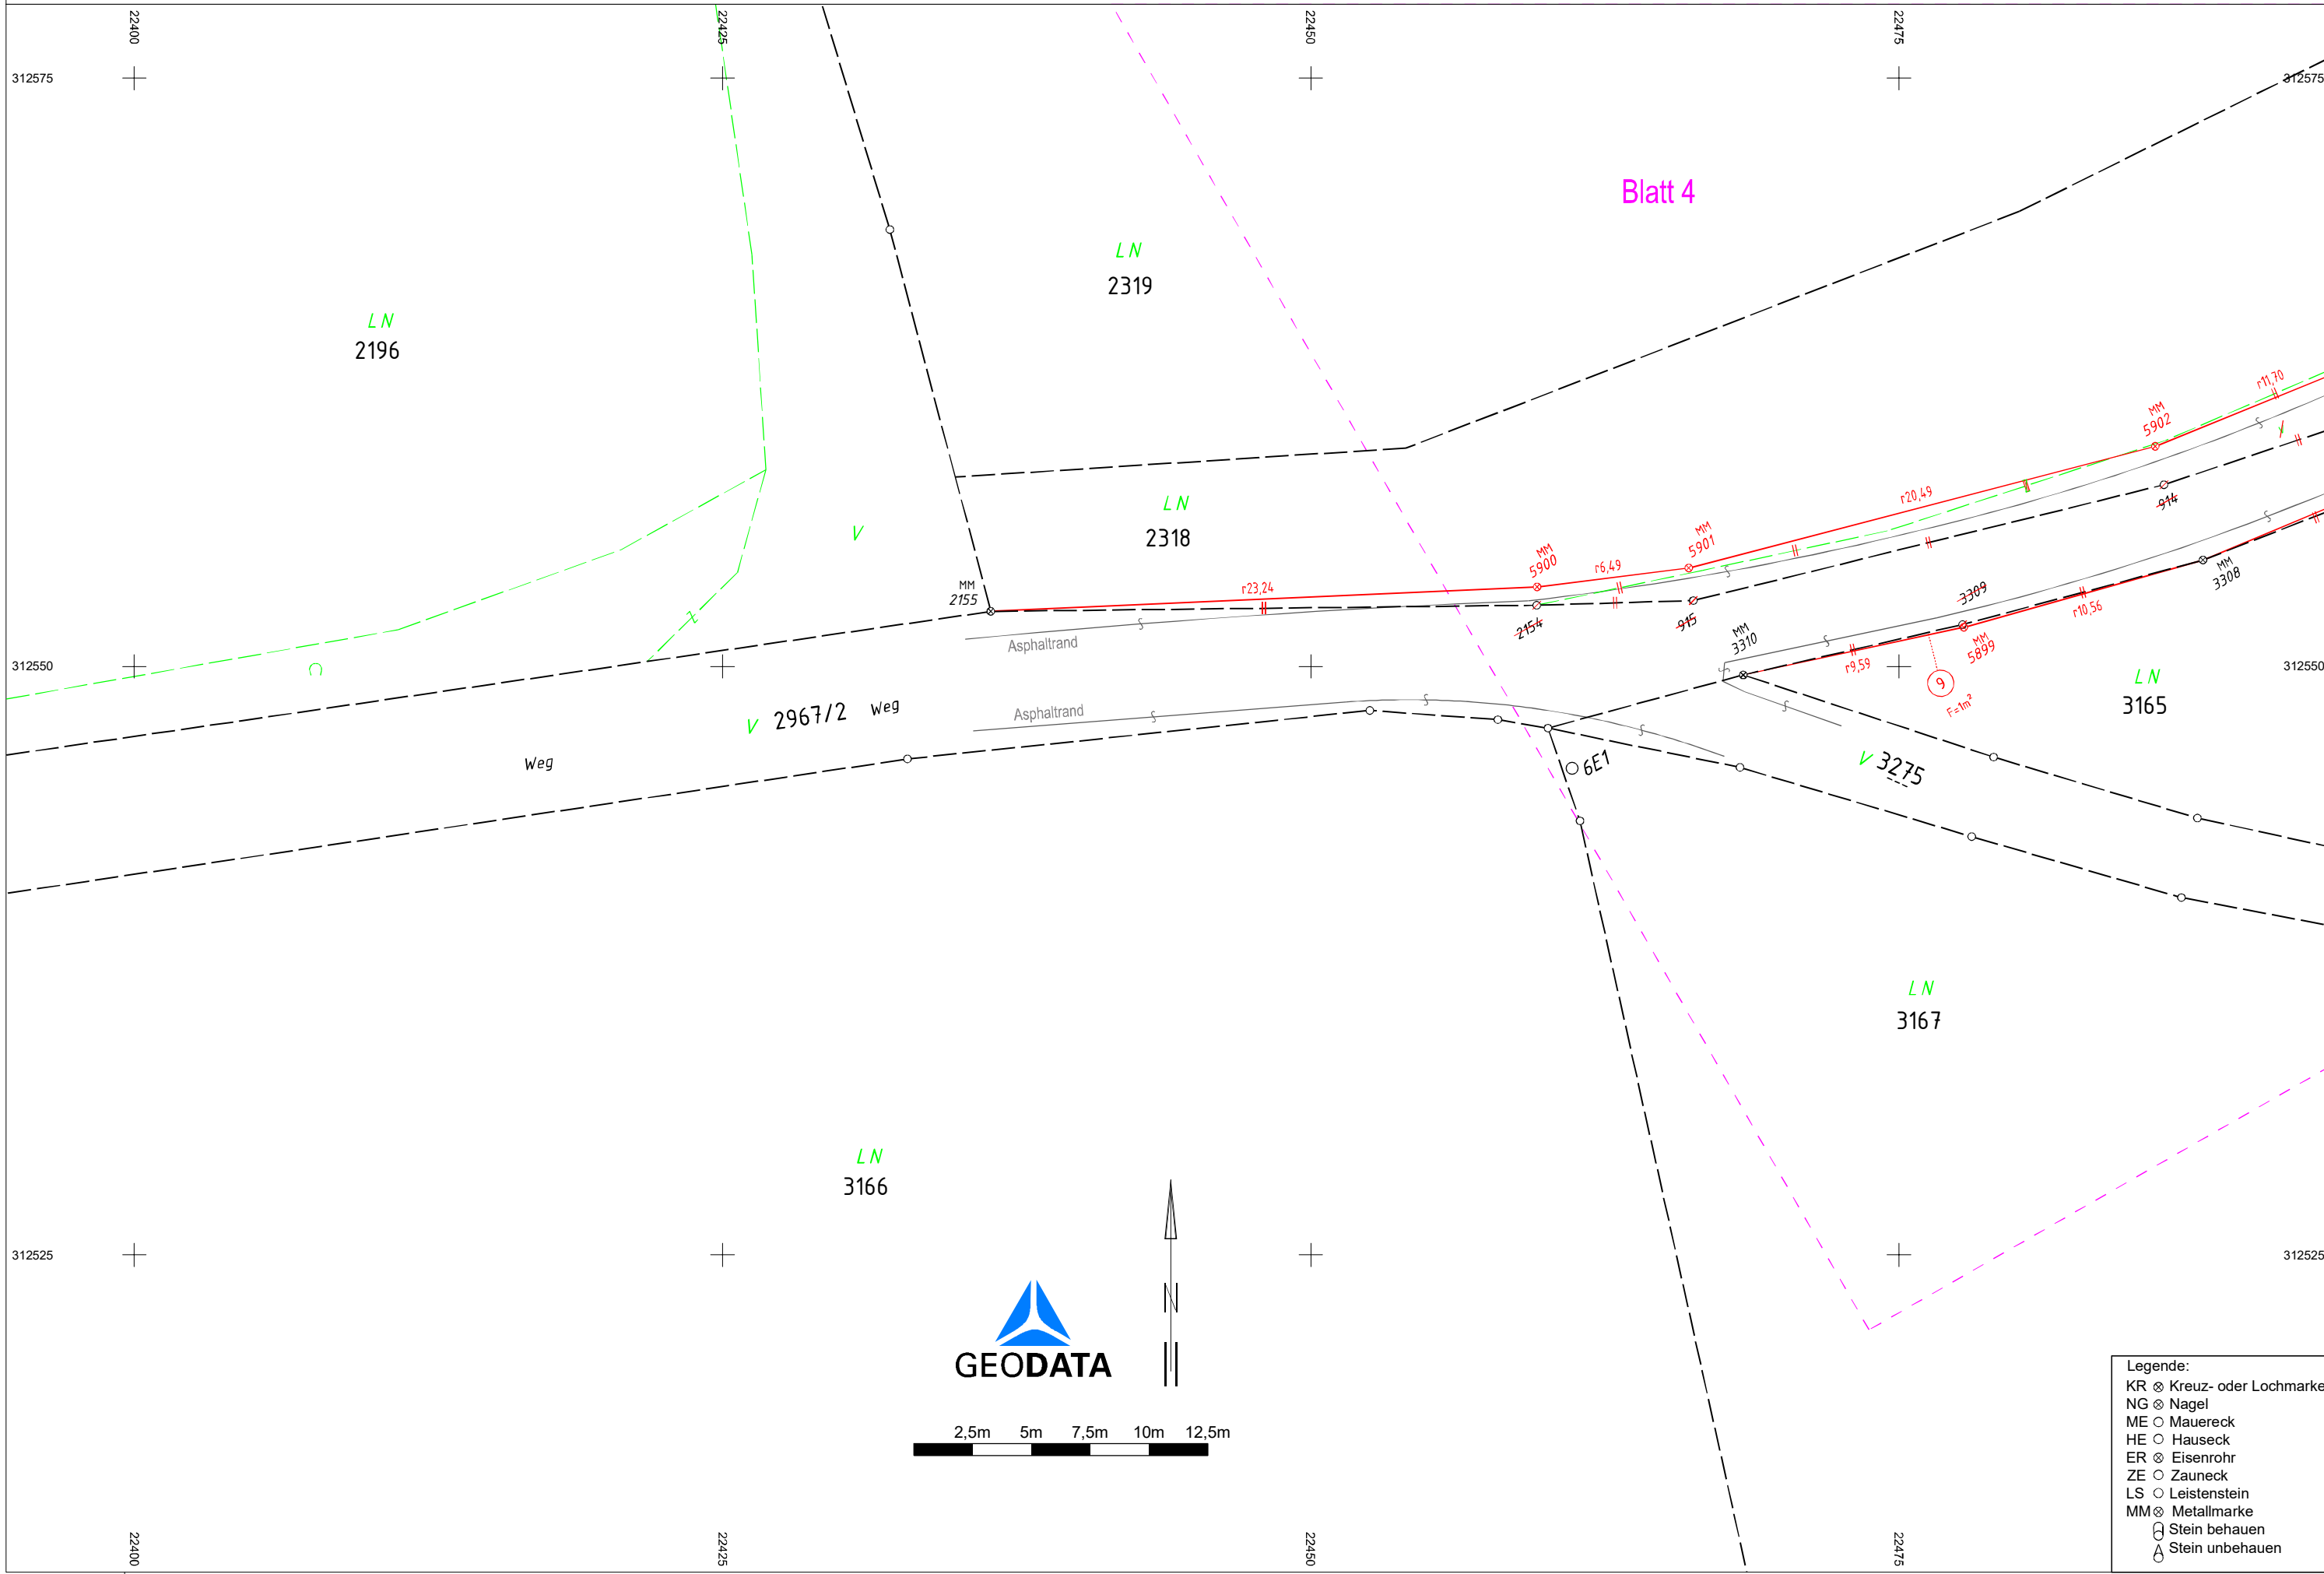 22400
22425
22450
22475
312575
312575
Blatt 4
LN
2319
LN
2196
r11,70
MM
5902
LN
2318
r20,49
914
V
MM
5901
MM
5900
r6,49
r23,24
MM
2155
2154
915
3309
MM
3308
r10,56
MM
3310
MM
5899
r9,59
Asphaltrand
312550
312550
Z
9
F=1m²
LN
3165
Asphaltrand
V 2967/2 Weg
Weg
6E1
V 3275
LN
3167
LN
3166
312525
312525
N
GEODATA
2,5m 5m 7,5m 10m 12,5m
Legende:
KR Kreuz- oder Lochmarke
NG Nagel
ME Mauereck
HE Hauseck
ER Eisenrohr
ZE Zauneck
LS Leistenstein
MM Metallmarke
Stein behauen
Stein unbehauen
22400
22425
22450
22475